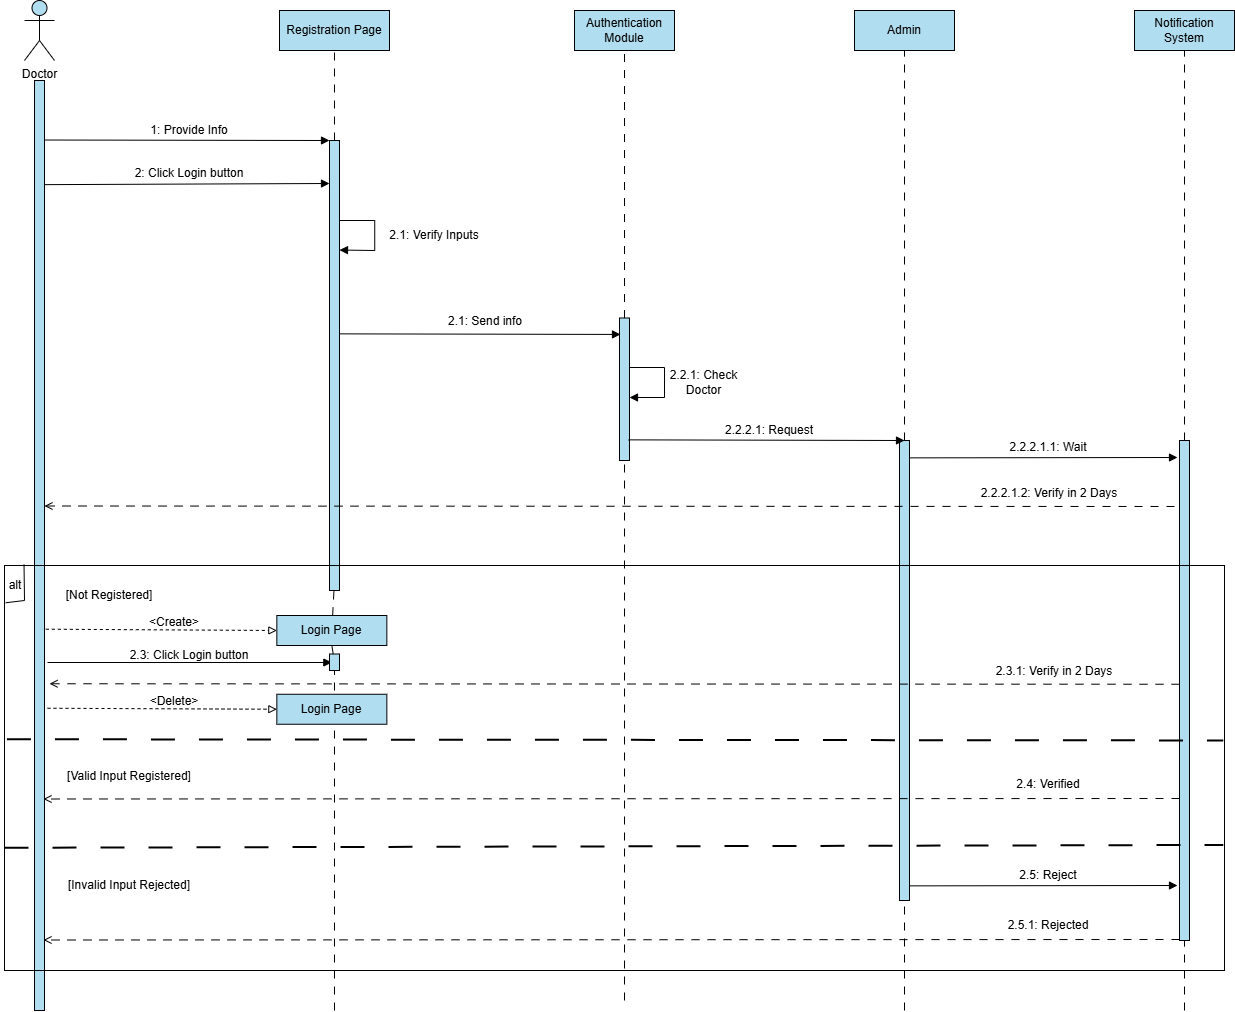 Doctor
Registration Page
Authentication
Module
Admin
Notification
System
1: Provide Info
2: Click Login button
2.1: Verify Inputs
2.1: Send info
2.2.1: Check
Doctor
2.2.2.1: Request
2.2.2.1.1: Wait
2.2.2.1.2: Verify in 2 Days
alt
[Not Registered]
<Create>
Login Page
2.3: Click Login button
2.3.1: Verify in 2 Days
<Delete>
Login Page
[Valid Input Registered]
2.4: Verified
[Invalid Input Rejected]
2.5: Reject
2.5.1: Rejected